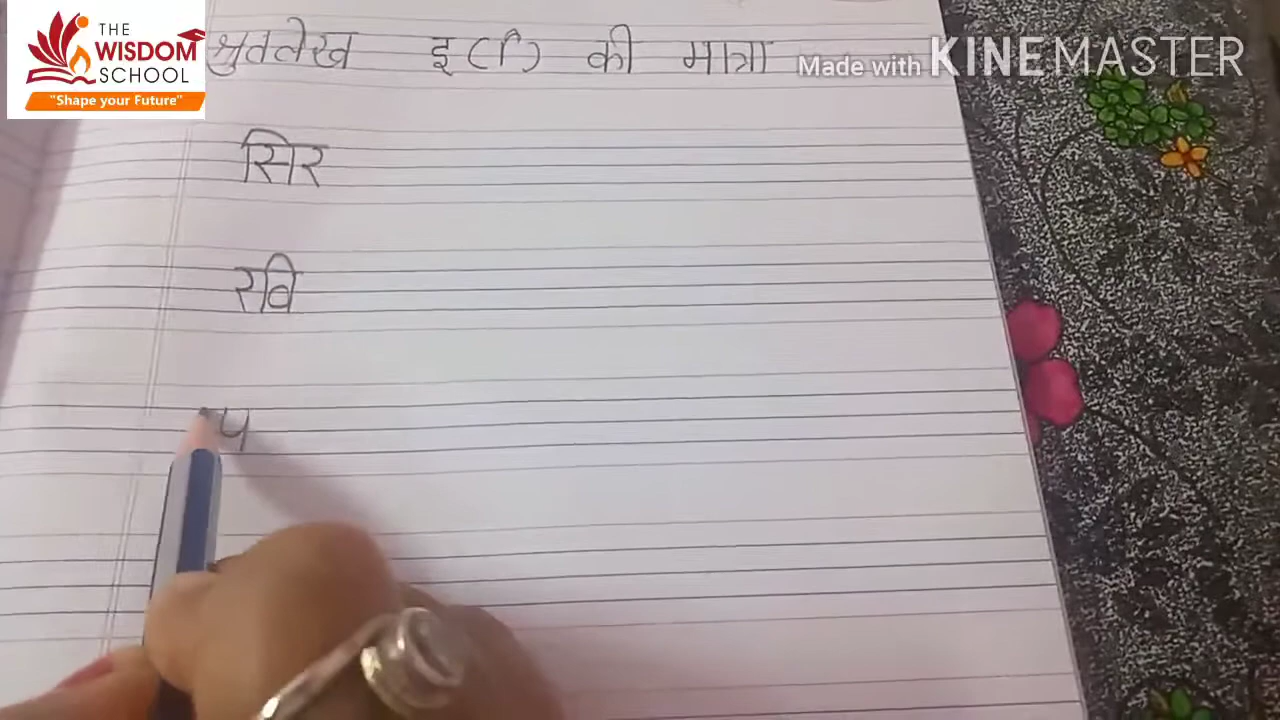 THE
WISDOM
SCHOOL
"Shape your Future"
श्रुतलेख इ (ि) की मात्रा
Made with KINEMASTER
सिर
रवि
प